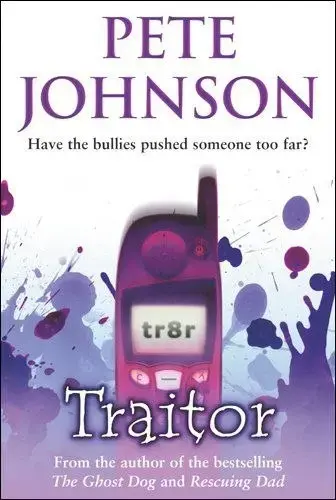 PETE
JOHNSON
Have the bullies pushed someone too far?
tr8r
Traitor
From the author of the bestselling
The Ghost Dog and Rescuing Dad